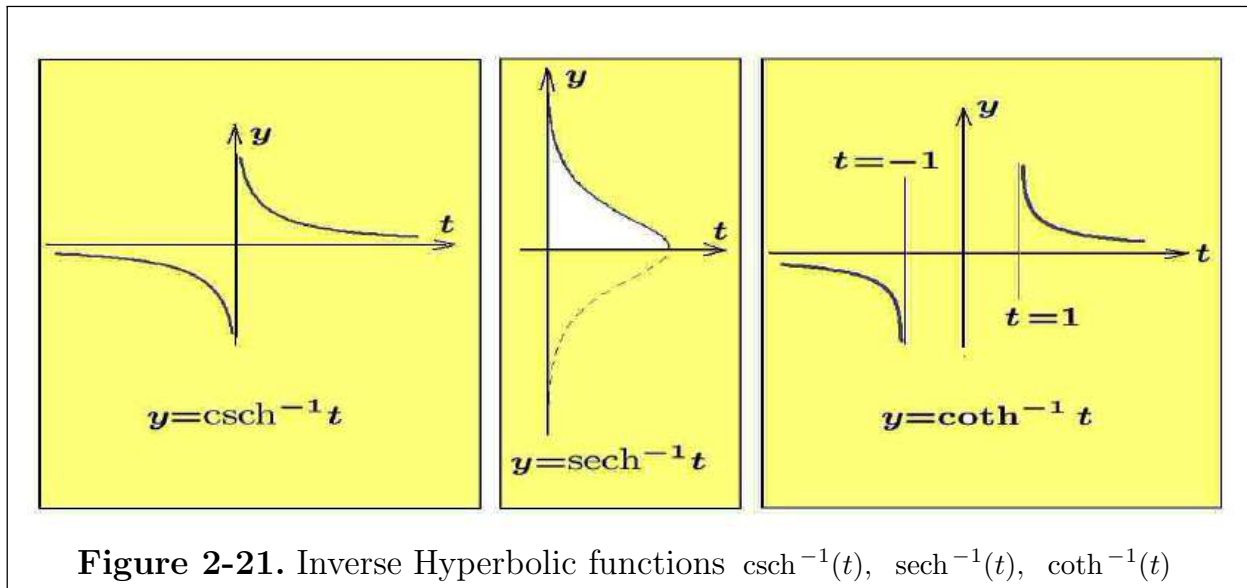 y
t
y=csch⁻¹t
y
t
y=sech⁻¹t
y
t=−1
t
t=1
y=coth⁻¹ t
Figure 2-21. Inverse Hyperbolic functions csch⁻¹(t), sech⁻¹(t), coth⁻¹(t)